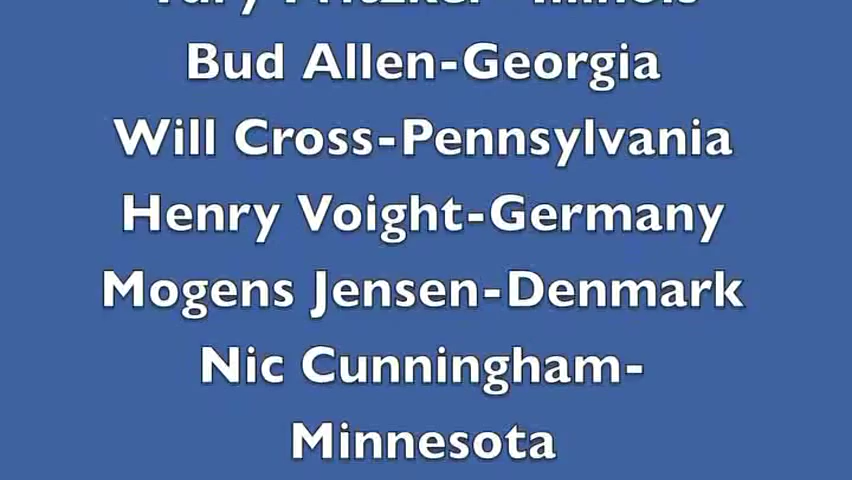 Bud Allen-Georgia
Will Cross-Pennsylvania
Henry Voight-Germany
Mogens Jensen-Denmark
Nic Cunningham-
Minnesota